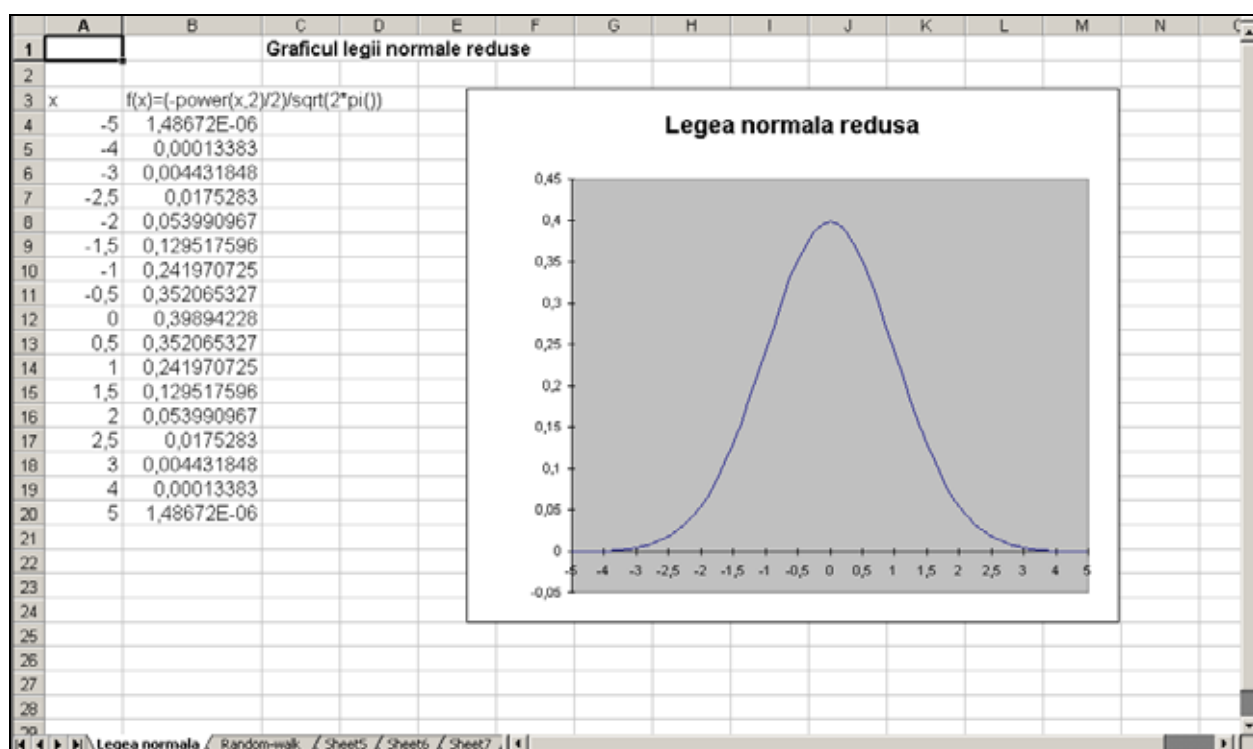 A B C D E F G H I J K L M N
1 Graficul legii normale reduse
2
3 x f(x)=(-power(x,2)/2)/sqrt(2*pi())
4 -5 1,48672E-06
5 -4 0,00013383
6 -3 0,004431848
7 -2,5 0,0175283
8 -2 0,053990967
9 -1,5 0,129517596
10 -1 0,241970725
11 -0,5 0,352065327
12 0 0,39894228
13 0,5 0,352065327
14 1 0,241970725
15 1,5 0,129517596
16 2 0,053990967
17 2,5 0,0175283
18 3 0,004431848
19 4 0,00013383
20 5 1,48672E-06
21
22
23
24
25
26
27
28
29
Legea normala redusa
0,45
0,4
0,35
0,3
0,25
0,2
0,15
0,1
0,05
0
-5 -4 -3 -2,5 -2 -1,5 -1 -0,5 0 0,5 1 1,5 2 2,5 3 4 5
-0,05
Legea normala Random-walk Sheet5 Sheet6 Sheet7